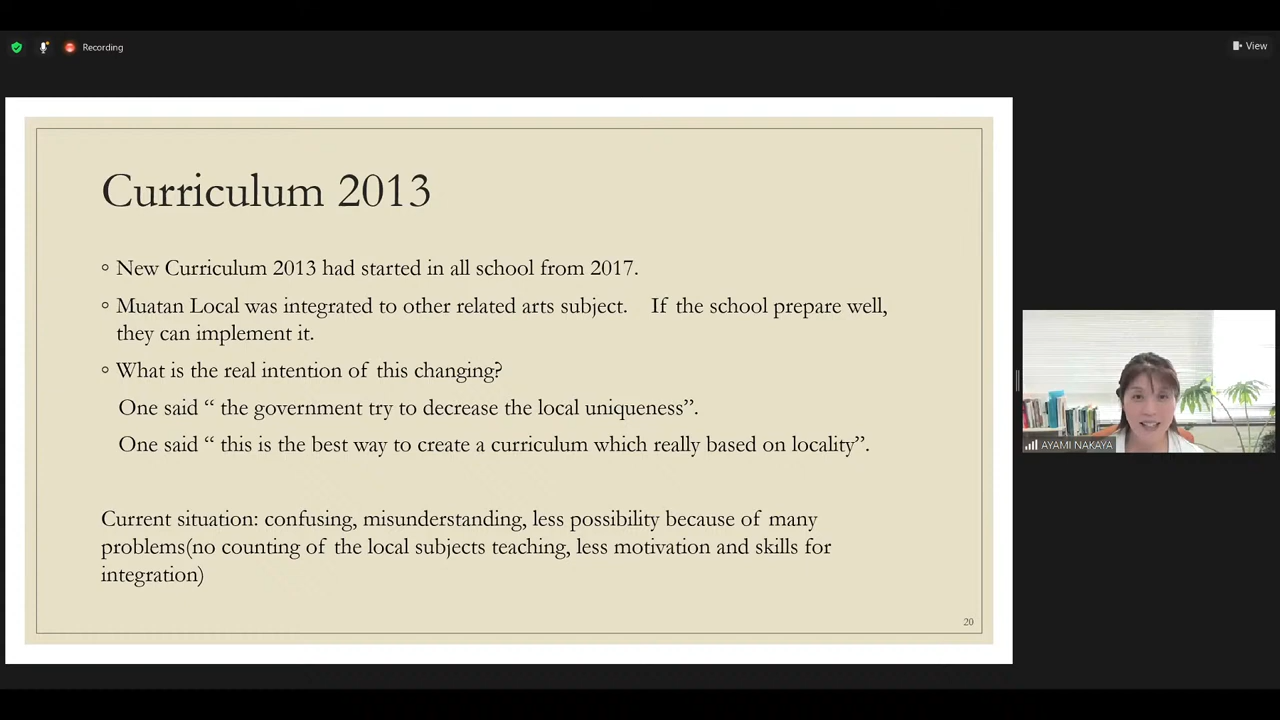 Recording
View
Curriculum 2013
◦ New Curriculum 2013 had started in all school from 2017.
◦ Muatan Local was integrated to other related arts subject. If the school prepare well,
they can implement it.
◦ What is the real intention of this changing?
One said “ the government try to decrease the local uniqueness”.
One said “ this is the best way to create a curriculum which really based on locality”.
Current situation: confusing, misunderstanding, less possibility because of many
problems(no counting of the local subjects teaching, less motivation and skills for
integration)
20
AYAMI NAKAYA